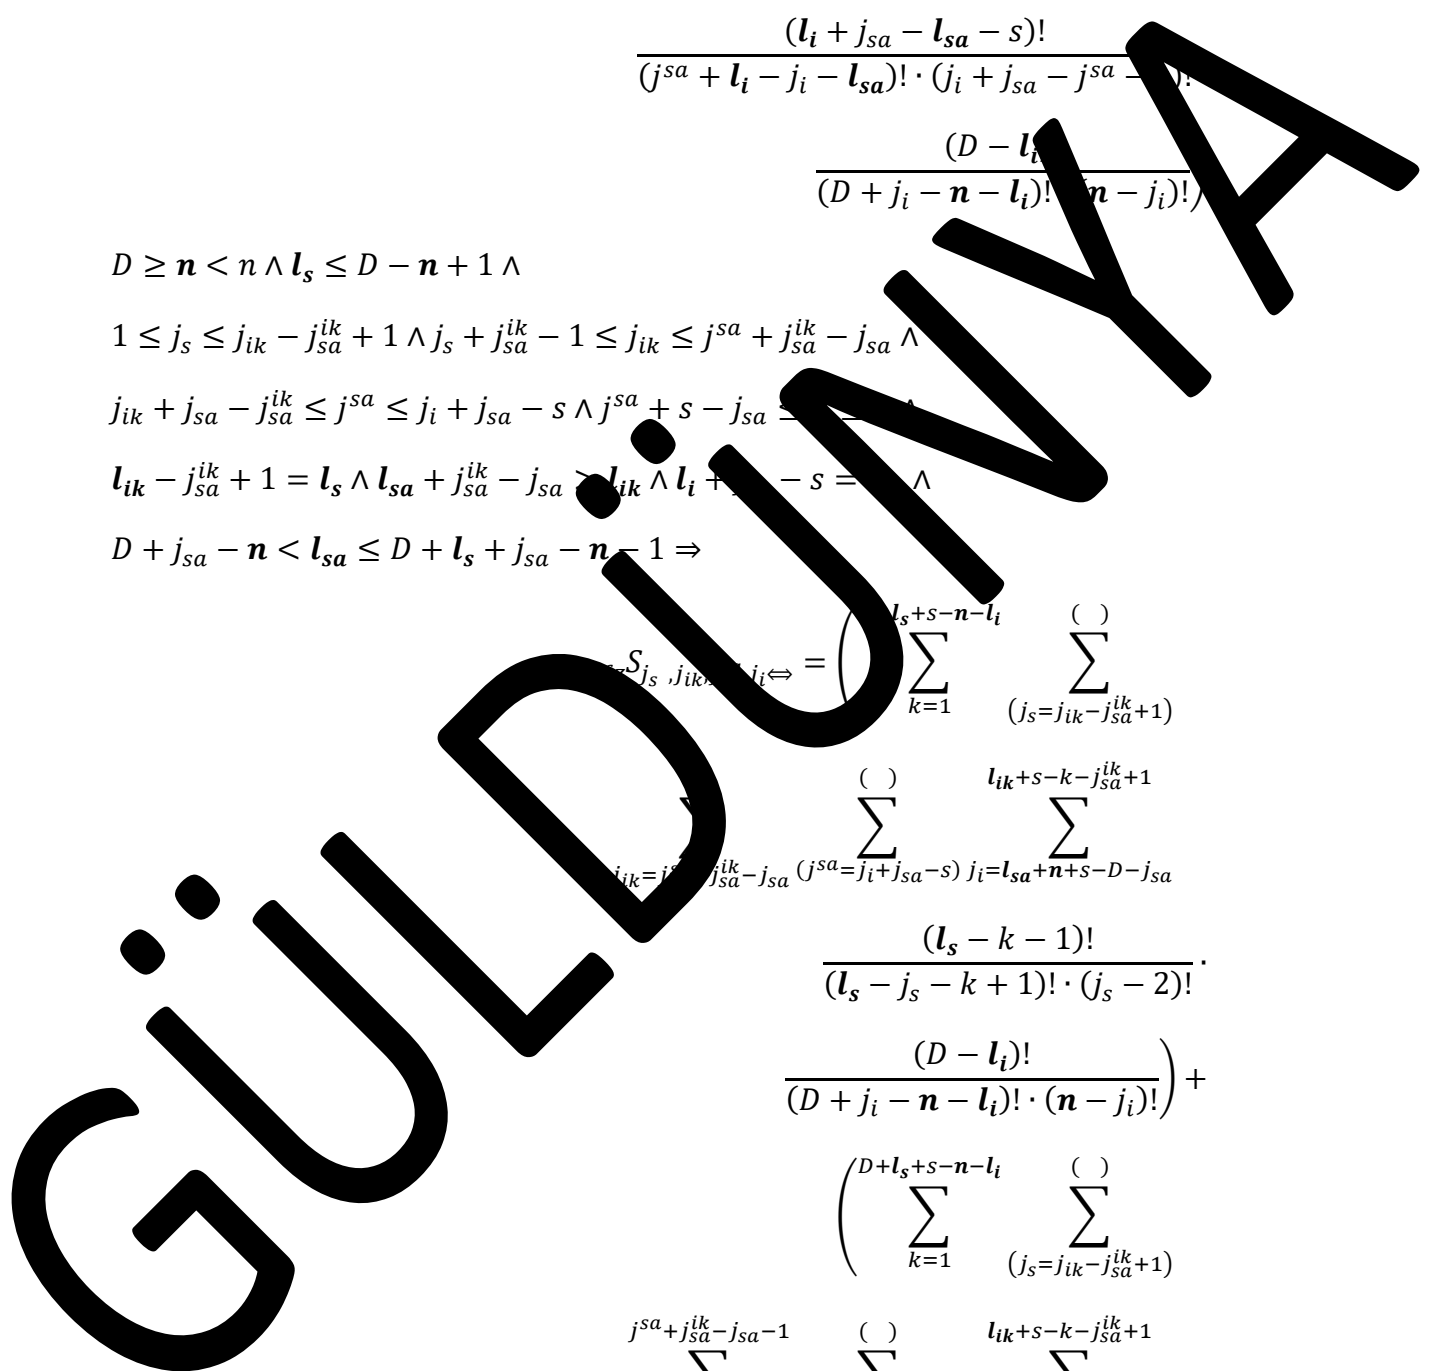 (l_i + j_sa − l_sa − s)!
(j^sa + l_i − j_i − l_sa)! · (j_i + j_sa − j^sa − )!
(D − l_i
(D + j_i − n − l_i)! (n − j_i)!)
D ≥ n < n ∧ l_s ≤ D − n + 1 ∧
1 ≤ j_s ≤ j_ik − j_sa^ik + 1 ∧ j_s + j_sa^ik − 1 ≤ j_ik ≤ j^sa + j_sa^ik − j_sa ∧
j_ik + j_sa − j_sa^ik ≤ j^sa ≤ j_i + j_sa − s ∧ j^sa + s − j_sa ≤ ∧
l_ik − j_sa^ik + 1 = l_s ∧ l_sa + j_sa^ik − j_sa > l_ik ∧ l_i + − s = ∧
D + j_sa − n < l_sa ≤ D + l_s + j_sa − n − 1 ⇒
l_s+s−n−l_i ( )
S_j_s ,j_ik, j_i⇔ = ( ∑ ∑
k=1 (j_s=j_ik−j_sa^ik+1)
( ) l_ik+s−k−j_sa^ik+1
∑ ∑ ∑
j_ik= j_sa^ik−j_sa (j^sa=j_i+j_sa−s) j_i=l_sa+n+s−D−j_sa
(l_s − k − 1)!
(l_s − j_s − k + 1)! · (j_s − 2)! ·
(D − l_i)!
(D + j_i − n − l_i)! · (n − j_i)! ) +
D+l_s+s−n−l_i ( )
( ∑ ∑
k=1 (j_s=j_ik−j_sa^ik+1)
j^sa+j_sa^ik−j_sa−1 ( ) l_ik+s−k−j_sa^ik+1
∑ ∑ ∑
GÜLDÜNYA